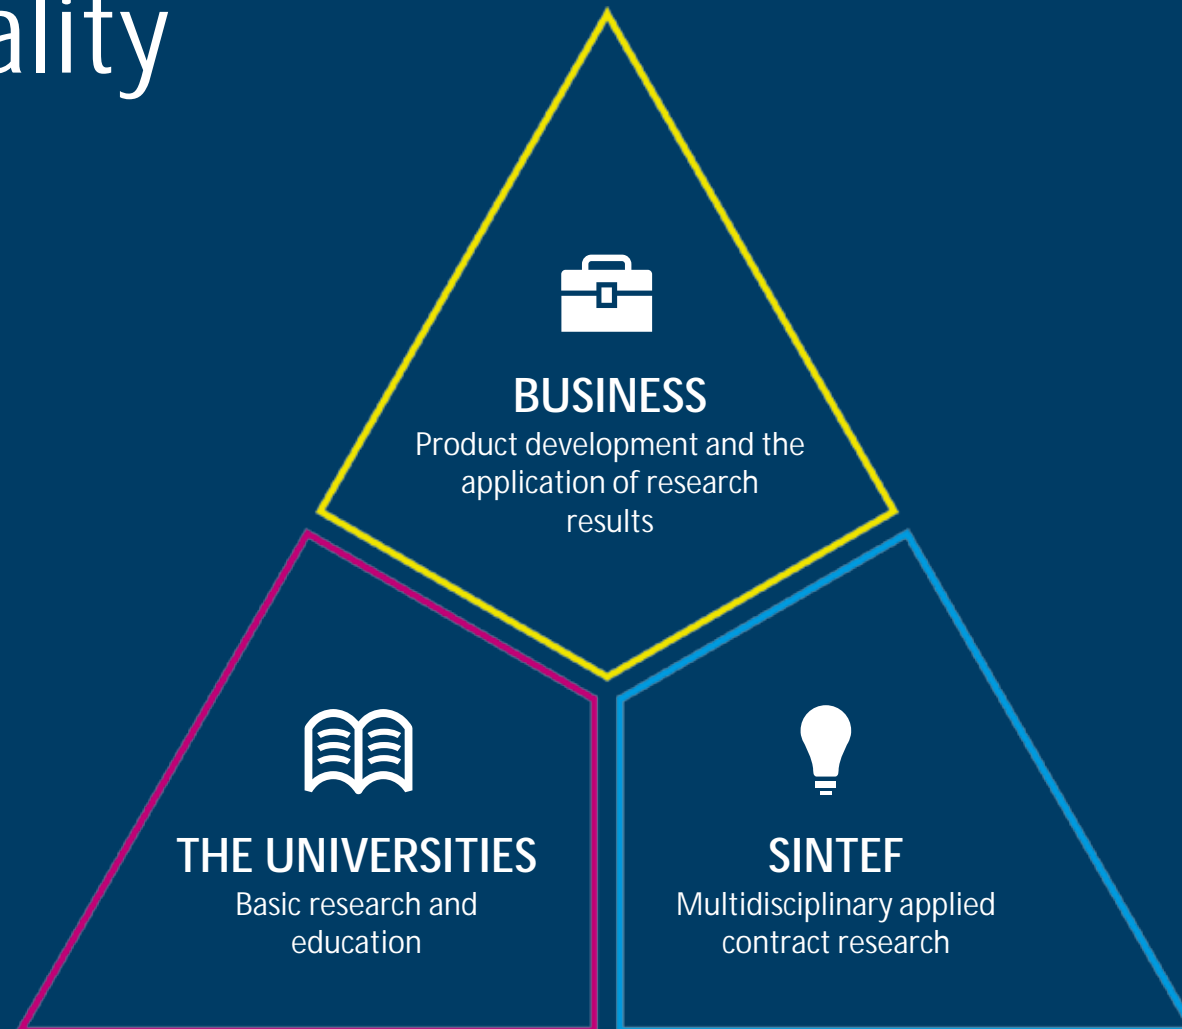 ality
BUSINESS
Product development and the
application of research
results
THE UNIVERSITIES
Basic research and
education
SINTEF
Multidisciplinary applied
contract research